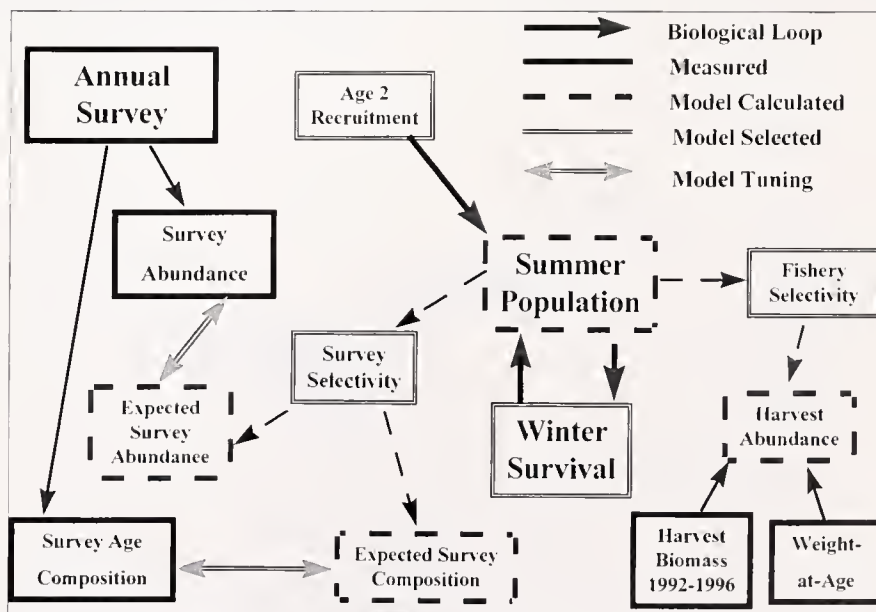 Annual
Survey
Age 2
Recruitment
Biological Loop
Measured
Model Calculated
Model Selected
Model Tuning
Survey
Abundance
Summer
Population
Fishery
Selectivity
Survey
Selectivity
Expected
Survey
Abundance
Winter
Survival
Harvest
Abundance
Survey Age
Composition
Expected Survey
Composition
Harvest
Biomass
1992-1996
Weight-
at-Age